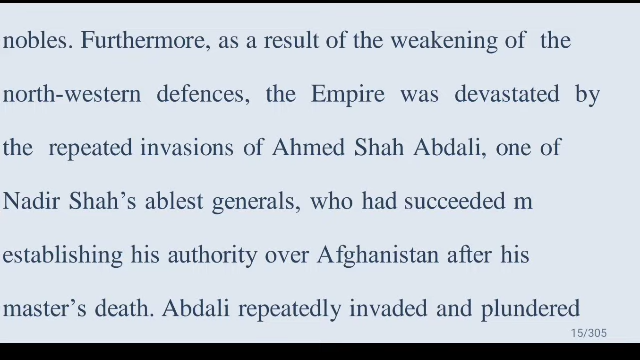 nobles. Furthermore, as a result of the weakening of the
north-western defences, the Empire was devastated by
the repeated invasions of Ahmed Shah Abdali, one of
Nadir Shah's ablest generals, who had succeeded m
establishing his authority over Afghanistan after his
master's death. Abdali repeatedly invaded and plundered
15/305